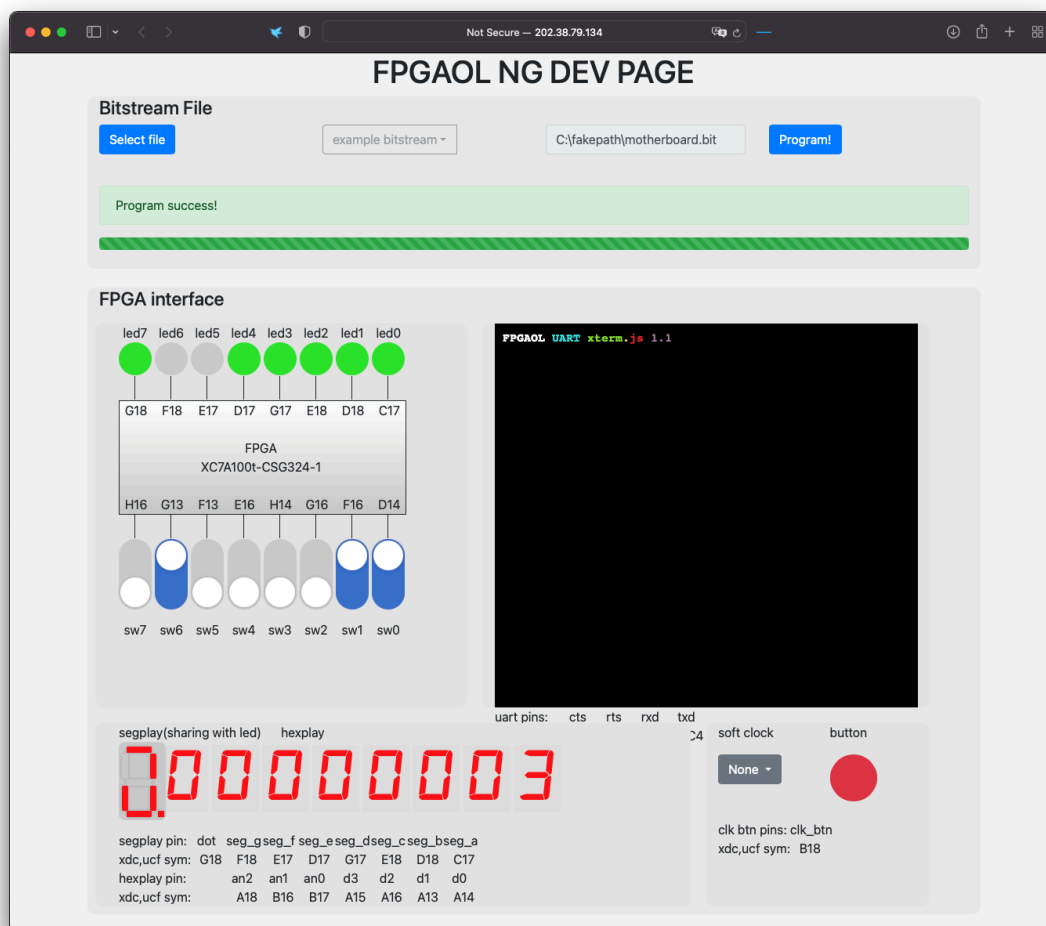 Not Secure — 202.38.79.134
FPGAOL NG DEV PAGE
Bitstream File
Select file
example bitstream
C:\fakepath\motherboard.bit
Program!
Program success!
FPGA interface
led7 led6 led5 led4 led3 led2 led1 led0
G18 F18 E17 D17 G17 E18 D18 C17
FPGA
XC7A100t-CSG324-1
H16 G13 F13 E16 H14 G16 F16 D14
sw7 sw6 sw5 sw4 sw3 sw2 sw1 sw0
FPGAOL UART xterm.js 1.1
uart pins: cts rts rxd txd
C4
segplay(sharing with led) hexplay
00000003
segplay pin: dot seg_g seg_f seg_e seg_d seg_c seg_b seg_a
xdc,ucf sym: G18 F18 E17 D17 G17 E18 D18 C17
hexplay pin: an2 an1 an0 d3 d2 d1 d0
xdc,ucf sym: A18 B16 B17 A15 A16 A13 A14
soft clock button
None
clk btn pins: clk_btn
xdc,ucf sym: B18